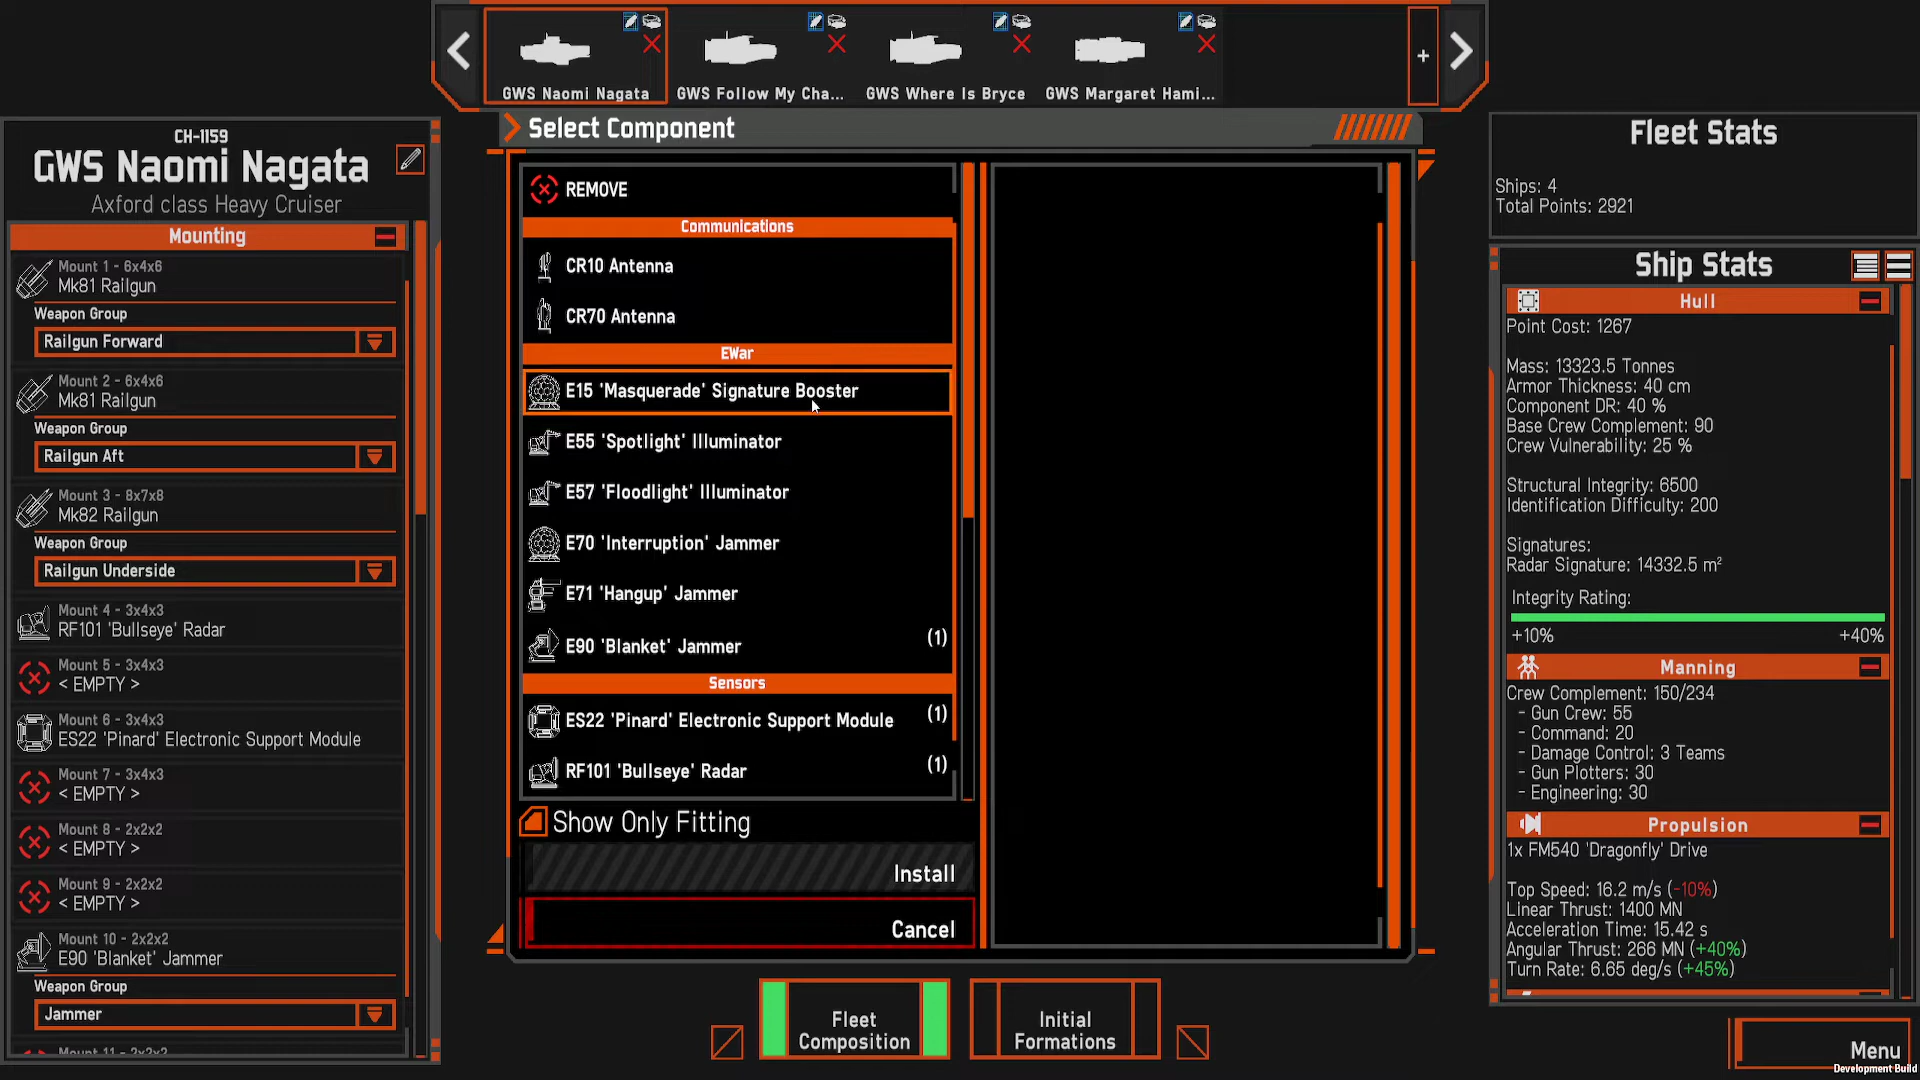 GWS Naomi Nagata
GWS Follow My Cha...
GWS Where Is Bryce
GWS Margaret Hami...
+
CH-1159
GWS Naomi Nagata
Axford class Heavy Cruiser
Mounting
Mount 1 - 6x4x6
Mk81 Railgun
Weapon Group
Railgun Forward
Mount 2 - 6x4x6
Mk81 Railgun
Weapon Group
Railgun Aft
Mount 3 - 8x7x8
Mk82 Railgun
Weapon Group
Railgun Underside
Mount 4 - 3x4x3
RF101 'Bullseye' Radar
Mount 5 - 3x4x3
< EMPTY >
Mount 6 - 3x4x3
ES22 'Pinard' Electronic Support Module
Mount 7 - 3x4x3
< EMPTY >
Mount 8 - 2x2x2
< EMPTY >
Mount 9 - 2x2x2
< EMPTY >
Mount 10 - 2x2x2
E90 'Blanket' Jammer
Weapon Group
Jammer
Mount 11 - 2x2x2
Select Component
REMOVE
Communications
CR10 Antenna
CR70 Antenna
EWar
E15 'Masquerade' Signature Booster
E55 'Spotlight' Illuminator
E57 'Floodlight' Illuminator
E70 'Interruption' Jammer
E71 'Hangup' Jammer
E90 'Blanket' Jammer (1)
Sensors
ES22 'Pinard' Electronic Support Module (1)
RF101 'Bullseye' Radar (1)
Show Only Fitting
Install
Cancel
Fleet Composition
Initial Formations
Fleet Stats
Ships: 4
Total Points: 2921
Ship Stats
Hull
Point Cost: 1267
Mass: 13323.5 Tonnes
Armor Thickness: 40 cm
Component DR: 40 %
Base Crew Complement: 90
Crew Vulnerability: 25 %
Structural Integrity: 6500
Identification Difficulty: 200
Signatures:
Radar Signature: 14332.5 m²
Integrity Rating:
+10% +40%
Manning
Crew Complement: 150/234
- Gun Crew: 55
- Command: 20
- Damage Control: 3 Teams
- Gun Plotters: 30
- Engineering: 30
Propulsion
1x FM540 'Dragonfly' Drive
Top Speed: 16.2 m/s (-10%)
Linear Thrust: 1400 MN
Acceleration Time: 15.42 s
Angular Thrust: 266 MN (+40%)
Turn Rate: 6.65 deg/s (+45%)
Menu
Development Build